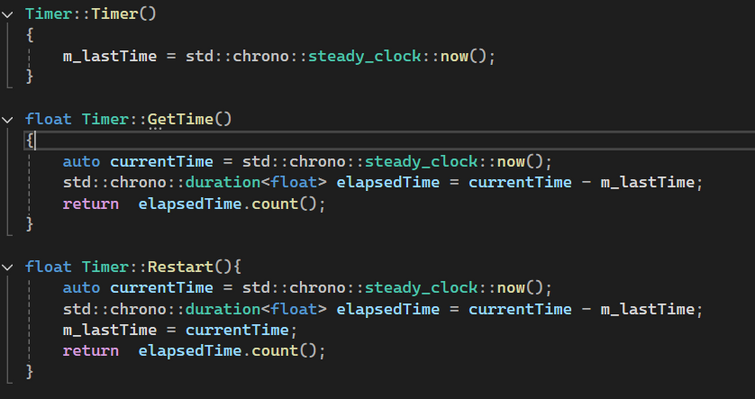 Timer::Timer()
{
    m_lastTime = std::chrono::steady_clock::now();
}

float Timer::GetTime()
{
    auto currentTime = std::chrono::steady_clock::now();
    std::chrono::duration<float> elapsedTime = currentTime - m_lastTime;
    return  elapsedTime.count();
}

float Timer::Restart(){
    auto currentTime = std::chrono::steady_clock::now();
    std::chrono::duration<float> elapsedTime = currentTime - m_lastTime;
    m_lastTime = currentTime;
    return  elapsedTime.count();
}